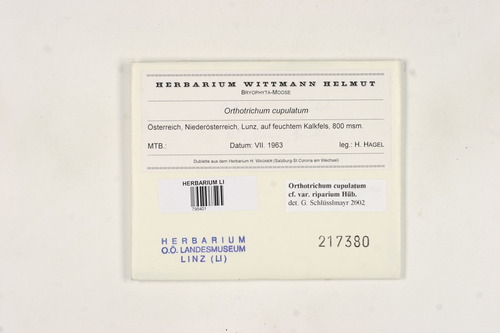 HERBARIUM WITTMANN HELMUT
BRYOPHYTA-MOOSE
Orthotrichum cupulatum
Österreich, Niederösterreich, Lunz, auf feuchtem Kalkfels, 800 msm.
MTB.: Datum: VII. 1963 leg.: H. HAGEL
Dublette aus dem Herbarium H. WAGNER (Salzburg-St.Corona am Wechsel)
HERBARIUM LI
795401
Orthotrichum cupulatum
cf. var. riparium Hüb.
det. G. Schlüsslmayr 2002
HERBARIUM
O.Ö. LANDESMUSEUM
LINZ (LI)
217380